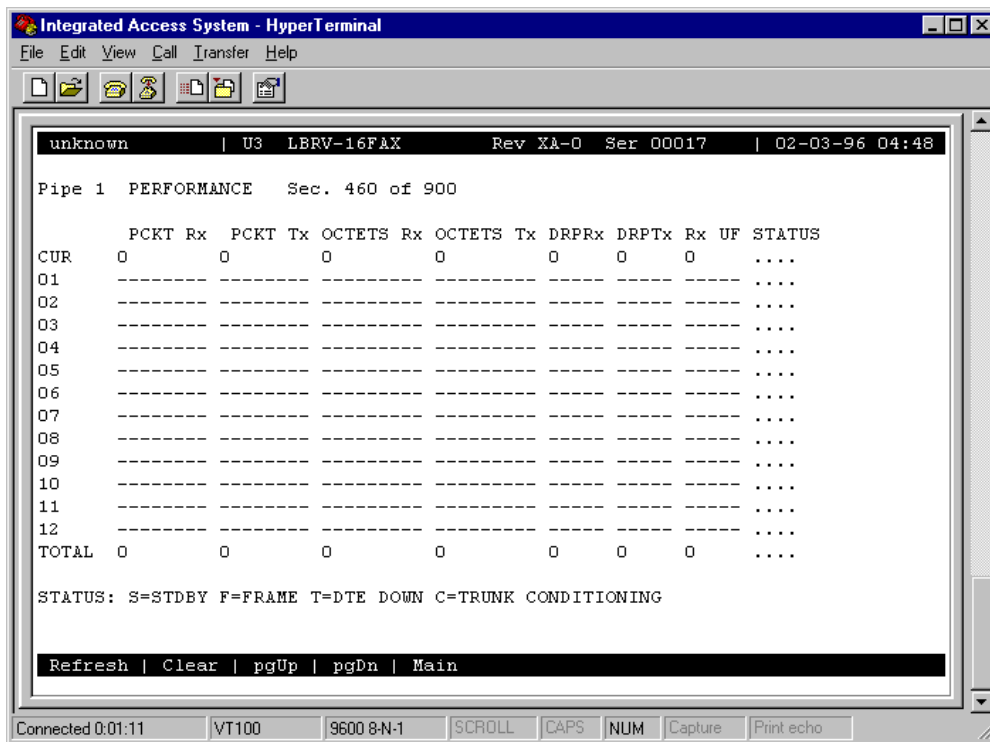 Integrated Access System - HyperTerminal
File Edit View Call Transfer Help
unknown | U3 LBRV-16FAX Rev XA-0 Ser 00017 | 02-03-96 04:48
Pipe 1 PERFORMANCE Sec. 460 of 900
PCKT Rx PCKT Tx OCTETS Rx OCTETS Tx DRPRx DRPTx Rx UF STATUS
CUR 0 0 0 0 0 0 0 ....
01 -------- -------- --------- --------- ----- ----- ----- ....
02 -------- -------- --------- --------- ----- ----- ----- ....
03 -------- -------- --------- --------- ----- ----- ----- ....
04 -------- -------- --------- --------- ----- ----- ----- ....
05 -------- -------- --------- --------- ----- ----- ----- ....
06 -------- -------- --------- --------- ----- ----- ----- ....
07 -------- -------- --------- --------- ----- ----- ----- ....
08 -------- -------- --------- --------- ----- ----- ----- ....
09 -------- -------- --------- --------- ----- ----- ----- ....
10 -------- -------- --------- --------- ----- ----- ----- ....
11 -------- -------- --------- --------- ----- ----- ----- ....
12 -------- -------- --------- --------- ----- ----- ----- ....
TOTAL 0 0 0 0 0 0 0 ....
STATUS: S=STDBY F=FRAME T=DTE DOWN C=TRUNK CONDITIONING
Refresh | Clear | pgUp | pgDn | Main
Connected 0:01:11 VT100 9600 8-N-1 SCROLL CAPS NUM Capture Print echo